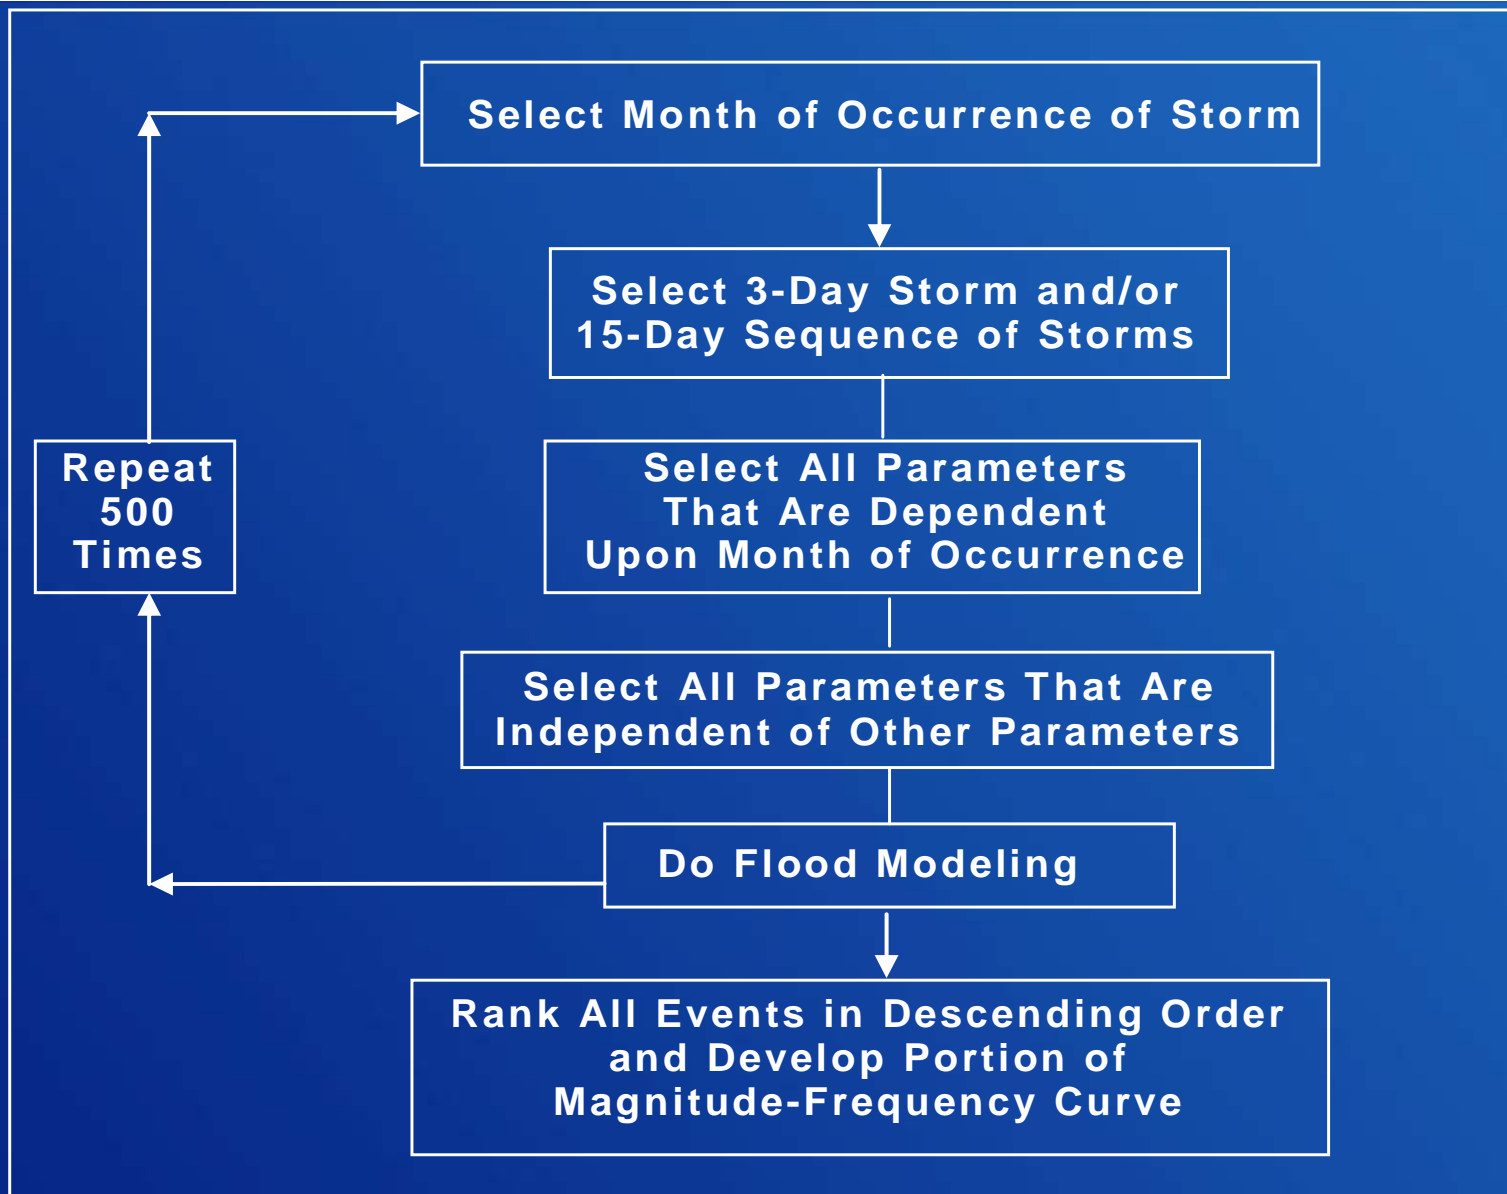 Select Month of Occurrence of Storm
Select 3-Day Storm and/or
15-Day Sequence of Storms
Repeat
500
Times
Select All Parameters
That Are Dependent
Upon Month of Occurrence
Select All Parameters That Are
Independent of Other Parameters
Do Flood Modeling
Rank All Events in Descending Order
and Develop Portion of
Magnitude-Frequency Curve